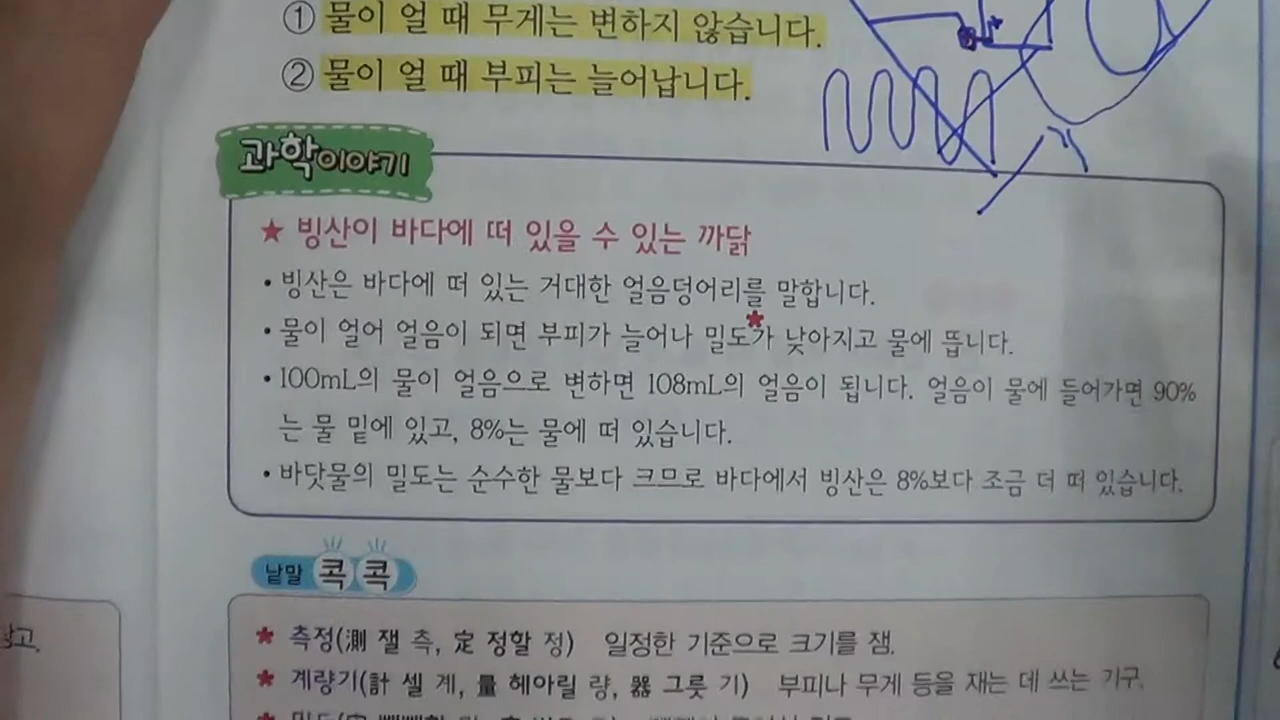 ① 물이 얼 때 무게는 변하지 않습니다.
② 물이 얼 때 부피는 늘어납니다.
과학이야기
★ 빙산이 바다에 떠 있을 수 있는 까닭
• 빙산은 바다에 떠 있는 거대한 얼음덩어리를 말합니다.
• 물이 얼어 얼음이 되면 부피가 늘어나 밀도가 낮아지고 물에 뜹니다.
• 100mL의 물이 얼음으로 변하면 108mL의 얼음이 됩니다. 얼음이 물에 들어가면 90%
는 물 밑에 있고, 8%는 물에 떠 있습니다.
• 바닷물의 밀도는 순수한 물보다 크므로 바다에서 빙산은 8%보다 조금 더 떠 있습니다.
낱말 콕콕
측정(測 잴 측, 定 정할 정) 일정한 기준으로 크기를 잼.
계량기(計 셀 계, 量 헤아릴 량, 器 그릇 기) 부피나 무게 등을 재는 데 쓰는 기구.